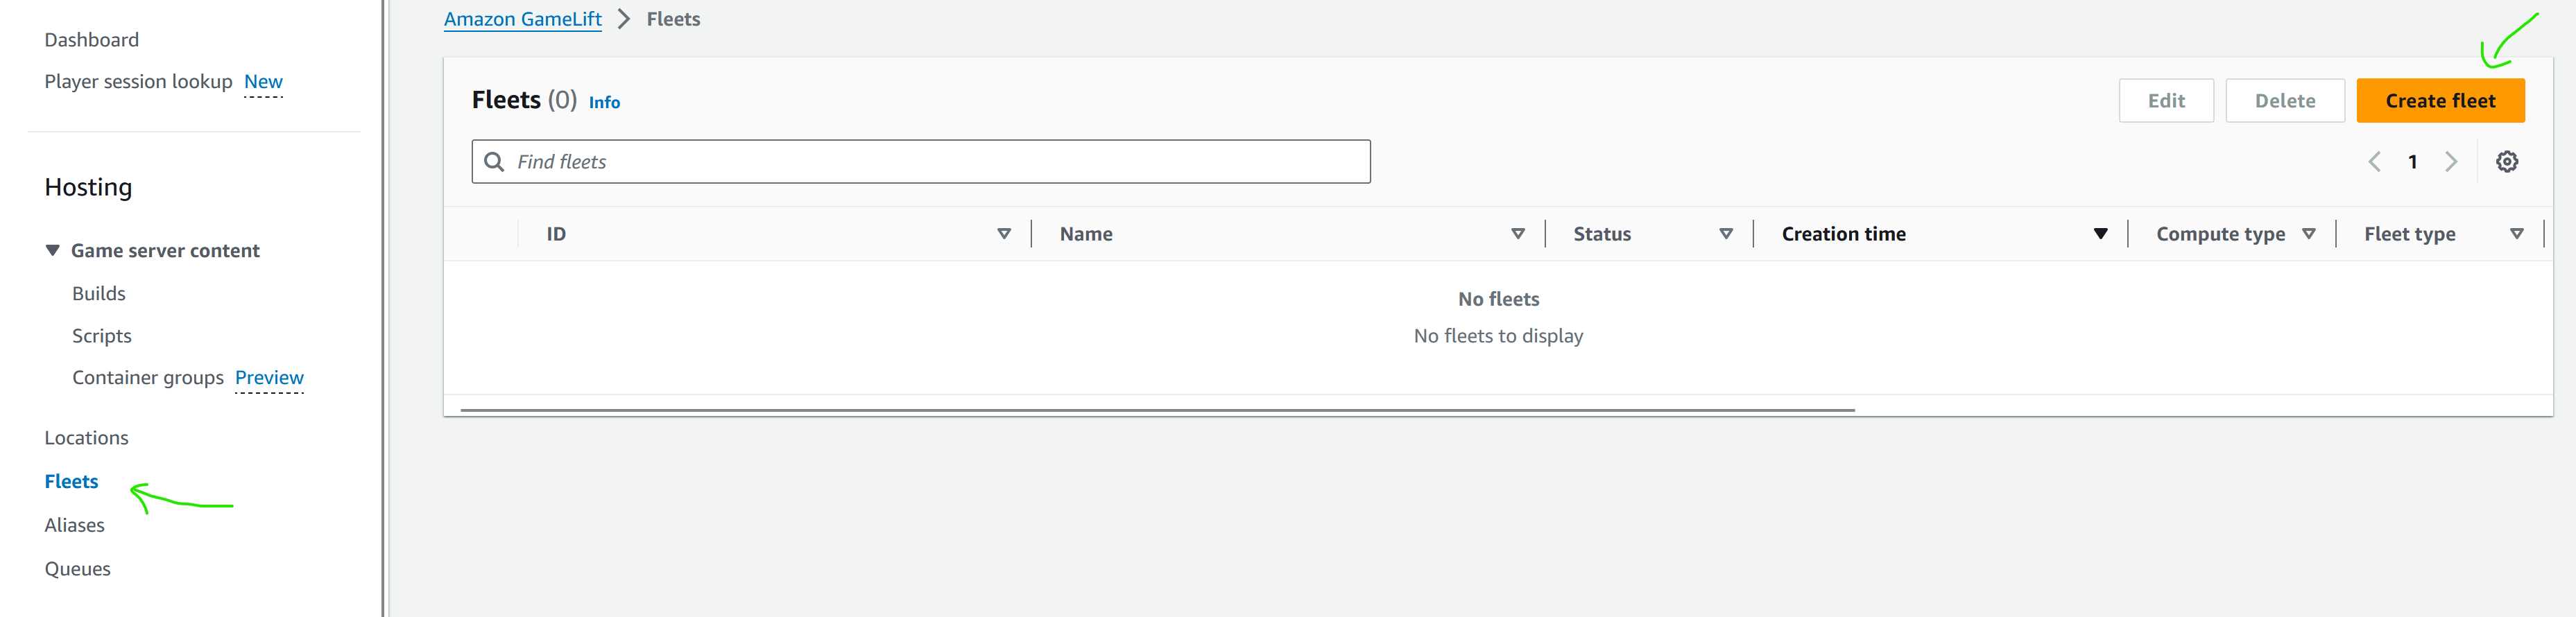 Dashboard
Player session lookup New
Hosting
Game server content
Builds
Scripts
Container groups Preview
Locations
Fleets
Aliases
Queues
Amazon GameLift > Fleets
Fleets (0) Info
Edit Delete Create fleet
Find fleets
1
ID Name Status Creation time Compute type Fleet type
No fleets
No fleets to display